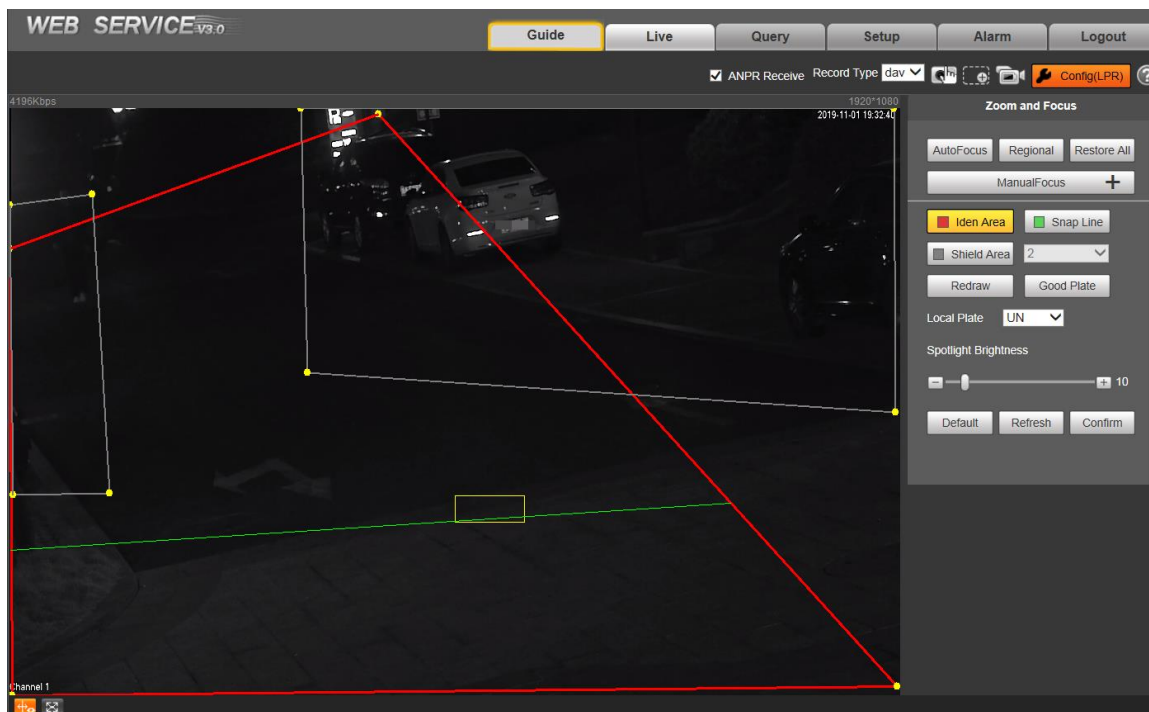 WEB SERVICE V3.0
Guide Live Query Setup Alarm Logout
ANPR Receive Record Type dav Config(LPR) ?
4196Kbps 1920*1080
2019-11-01 19:32:40
Zoom and Focus
AutoFocus Regional Restore All
ManualFocus +
Iden Area Snap Line
Shield Area 2
Redraw Good Plate
Local Plate UN
Spotlight Brightness
- + 10
Default Refresh Confirm
Channel 1